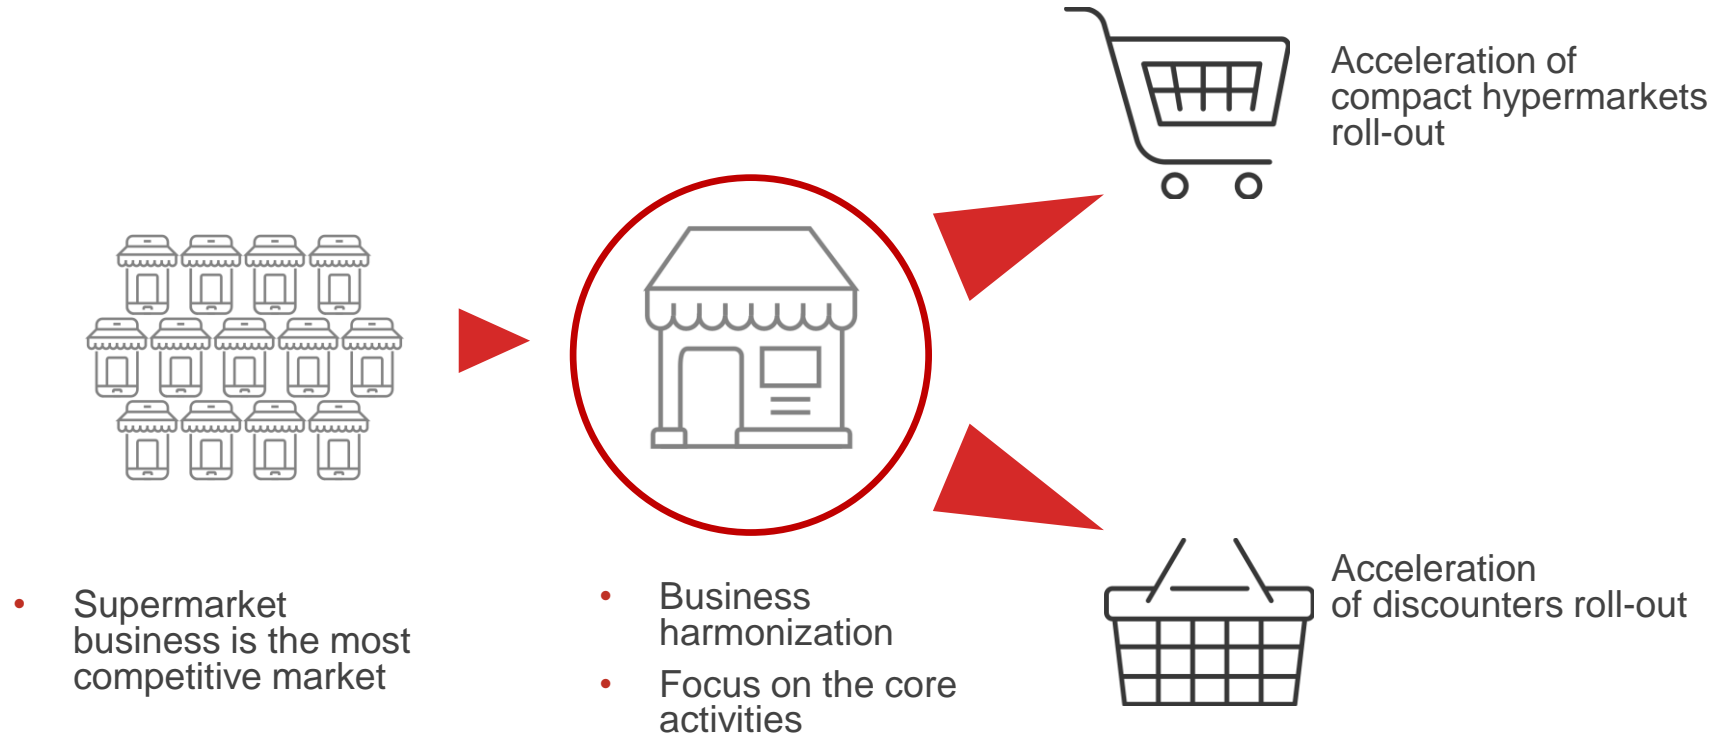 Acceleration of
compact hypermarkets
roll-out
• Supermarket
business is the most
competitive market
• Business
harmonization
• Focus on the core
activities
Acceleration
of discounters roll-out